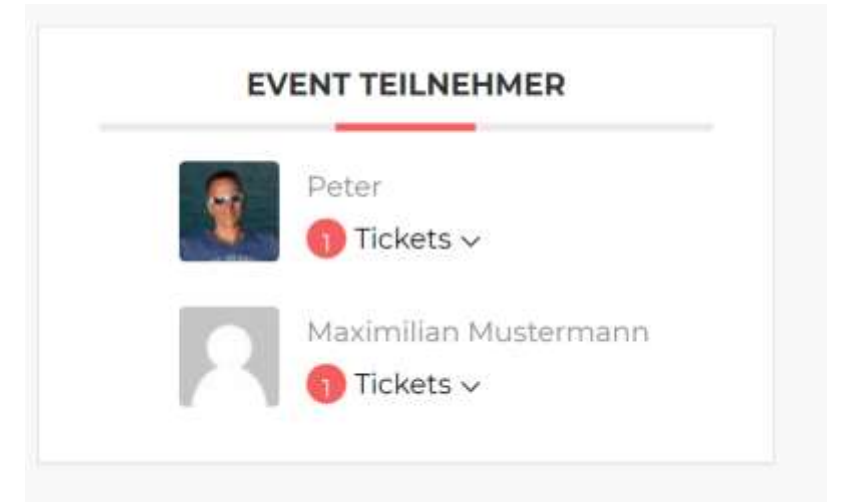 EVENT TEILNEHMER
Peter
1 Tickets
Maximilian Mustermann
1 Tickets